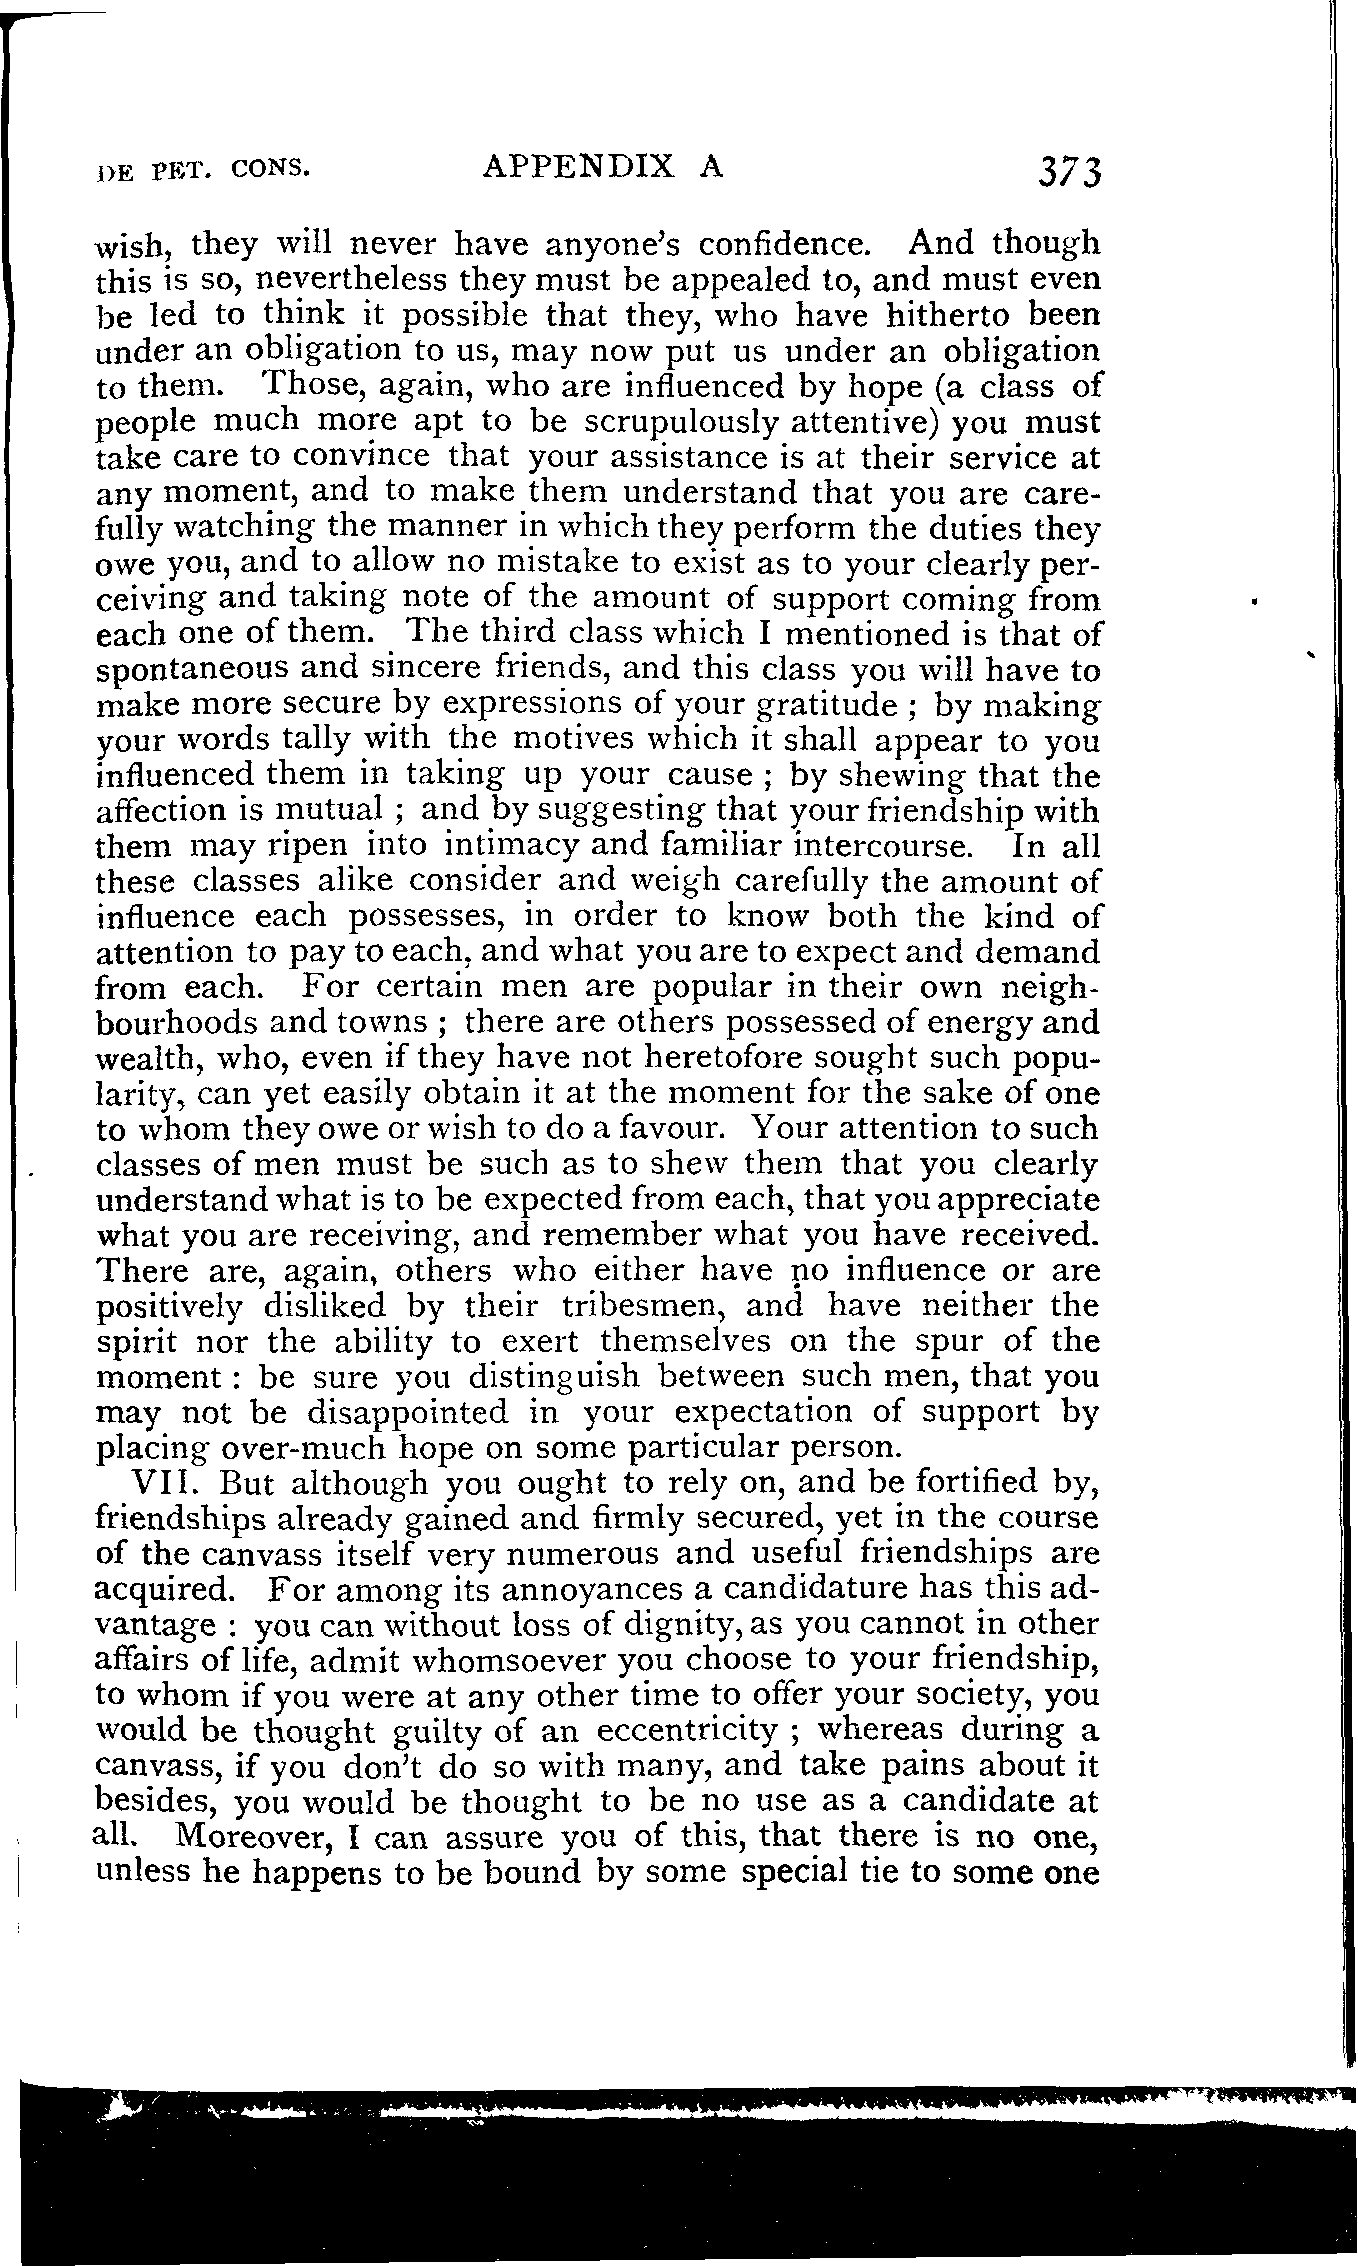 DE PET. CONS. APPENDIX A 373
wish, they will never have anyone's confidence. And though
this is so, nevertheless they must be appealed to, and must even
be led to think it possible that they, who have hitherto been
under an obligation to us, may now put us under an obligation
to them. Those, again, who are influenced by hope (a class of
people much more apt to be scrupulously attentive) you must
take care to convince that your assistance is at their service at
any moment, and to make them understand that you are care-
fully watching the manner in which they perform the duties they
owe you, and to allow no mistake to exist as to your clearly per-
ceiving and taking note of the amount of support coming from
each one of them. The third class which I mentioned is that of
spontaneous and sincere friends, and this class you will have to
make more secure by expressions of your gratitude ; by making
your words tally with the motives which it shall appear to you
influenced them in taking up your cause ; by shewing that the
affection is mutual ; and by suggesting that your friendship with
them may ripen into intimacy and familiar intercourse. In all
these classes alike consider and weigh carefully the amount of
influence each possesses, in order to know both the kind of
attention to pay to each, and what you are to expect and demand
from each. For certain men are popular in their own neigh-
bourhoods and towns ; there are others possessed of energy and
wealth, who, even if they have not heretofore sought such popu-
larity, can yet easily obtain it at the moment for the sake of one
to whom they owe or wish to do a favour. Your attention to such
classes of men must be such as to shew them that you clearly
understand what is to be expected from each, that you appreciate
what you are receiving, and remember what you have received.
There are, again, others who either have no influence or are
positively disliked by their tribesmen, and have neither the
spirit nor the ability to exert themselves on the spur of the
moment : be sure you distinguish between such men, that you
may not be disappointed in your expectation of support by
placing over-much hope on some particular person.
VII. But although you ought to rely on, and be fortified by,
friendships already gained and firmly secured, yet in the course
of the canvass itself very numerous and useful friendships are
acquired. For among its annoyances a candidature has this ad-
vantage : you can without loss of dignity, as you cannot in other
affairs of life, admit whomsoever you choose to your friendship,
to whom if you were at any other time to offer your society, you
would be thought guilty of an eccentricity ; whereas during a
canvass, if you don't do so with many, and take pains about it
besides, you would be thought to be no use as a candidate at
all. Moreover, I can assure you of this, that there is no one,
unless he happens to be bound by some special tie to some one